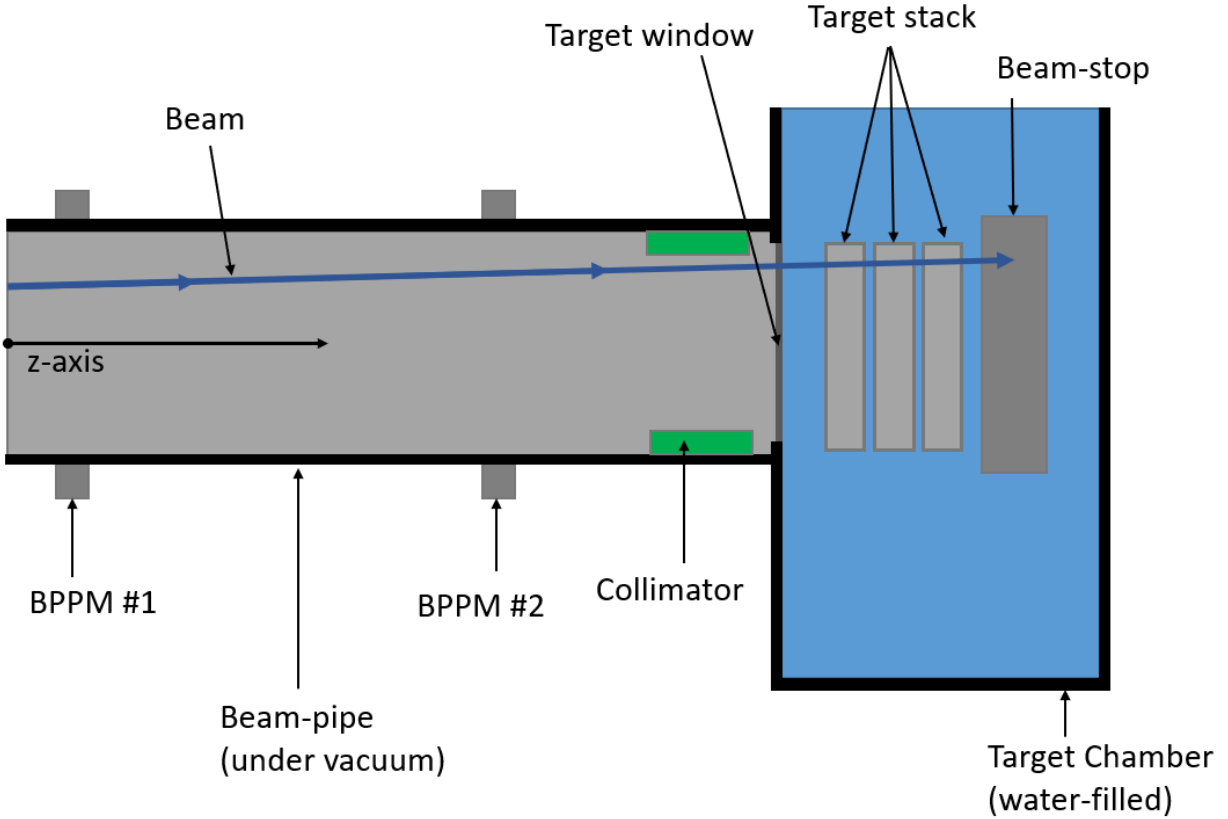 Target stack
Target window
Beam-stop
Beam
z-axis
BPPM #1
BPPM #2
Collimator
Beam-pipe
(under vacuum)
Target Chamber
(water-filled)